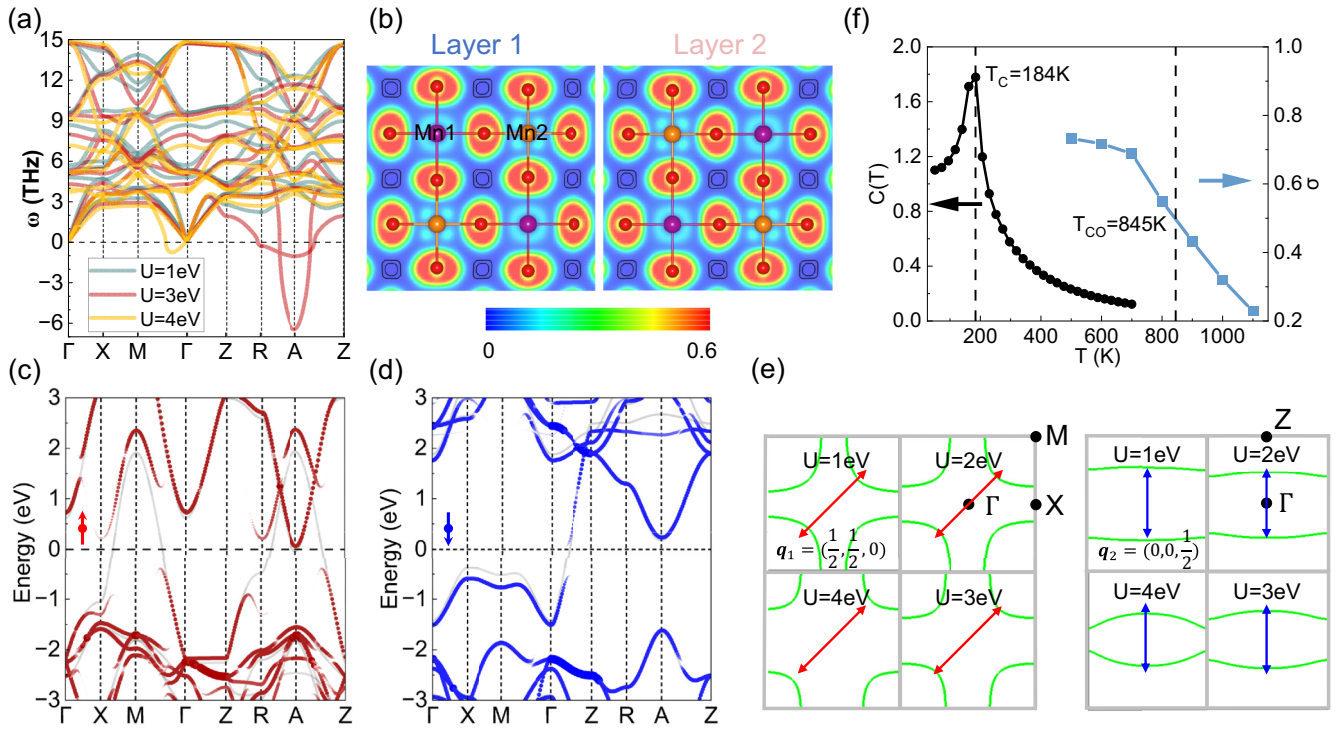 (a)
15
12
9
6
3
0
−3
−6
ω (THz)
U=1eV
U=3eV
U=4eV
Γ X M Γ Z R A Z
(b)
Layer 1
Layer 2
Mn1
Mn2
0
0.6
(f)
2.0
1.6
1.2
0.8
0.4
0.0
C(T)
T_C=184K
T_CO=845K
1.0
0.8
0.6
0.4
0.2
σ
200 400 600 800 1000
T (K)
(c)
3
2
1
0
−1
−2
−3
Energy (eV)
Γ X M Γ Z R A Z
(d)
3
2
1
0
−1
−2
−3
Energy (eV)
Γ X M Γ Z R A Z
(e)
M
U=1eV
U=2eV
Γ
X
q₁ = (1/2, 1/2, 0)
U=4eV
U=3eV
Z
U=1eV
U=2eV
Γ
q₂ = (0,0,1/2)
U=4eV
U=3eV